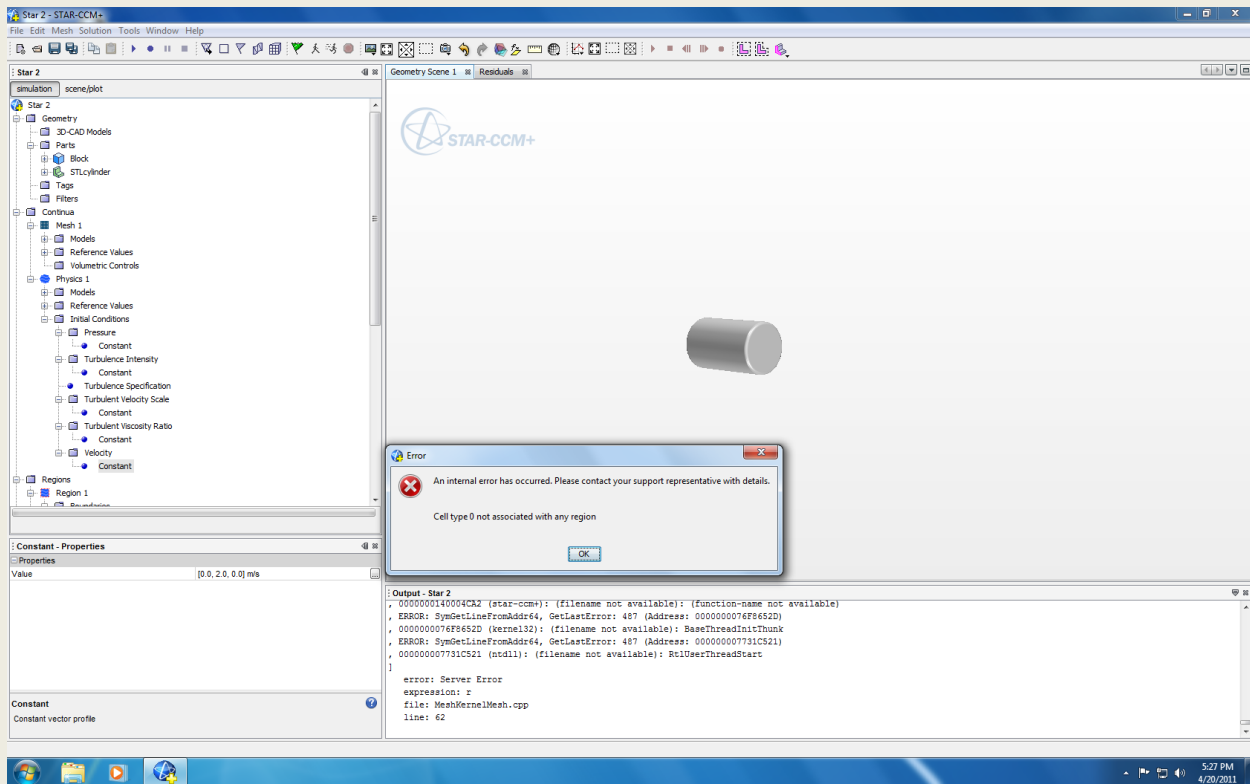 Star 2 - STAR-CCM+
File Edit Mesh Solution Tools Window Help
Star 2
simulation scene/plot
Star 2
Geometry
3D-CAD Models
Parts
Block
STLcylinder
Tags
Filters
Continua
Mesh 1
Models
Reference Values
Volumetric Controls
Physics 1
Models
Reference Values
Initial Conditions
Pressure
Constant
Turbulence Intensity
Constant
Turbulence Specification
Turbulent Velocity Scale
Constant
Turbulent Viscosity Ratio
Constant
Velocity
Constant
Regions
Region 1
Boundaries
Constant - Properties
Properties
Value [0.0, 2.0, 0.0] m/s
Constant
Constant vector profile
Geometry Scene 1 Residuals
STAR-CCM+
Error
An internal error has occurred. Please contact your support representative with details.
Cell type 0 not associated with any region
OK
Output - Star 2
, 0000000140004CA2 (star-ccm+): (filename not available): (function-name not available)
, ERROR: SymGetLineFromAddr64, GetLastError: 487 (Address: 0000000076F8652D)
, 0000000076F8652D (kernel32): (filename not available): BaseThreadInitThunk
, ERROR: SymGetLineFromAddr64, GetLastError: 487 (Address: 000000007731C521)
, 000000007731C521 (ntdll): (filename not available): RtlUserThreadStart
]
error: Server Error
expression: r
file: MeshKernelMesh.cpp
line: 62
5:27 PM
4/20/2011